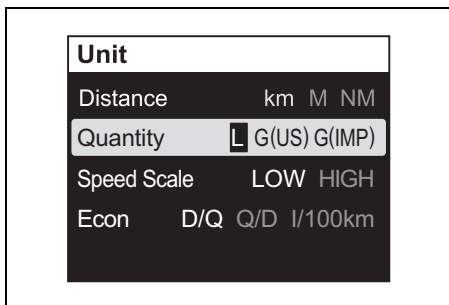 Unit
Distance km M NM
Quantity L G(US) G(IMP)
Speed Scale LOW HIGH
Econ D/Q Q/D l/100km